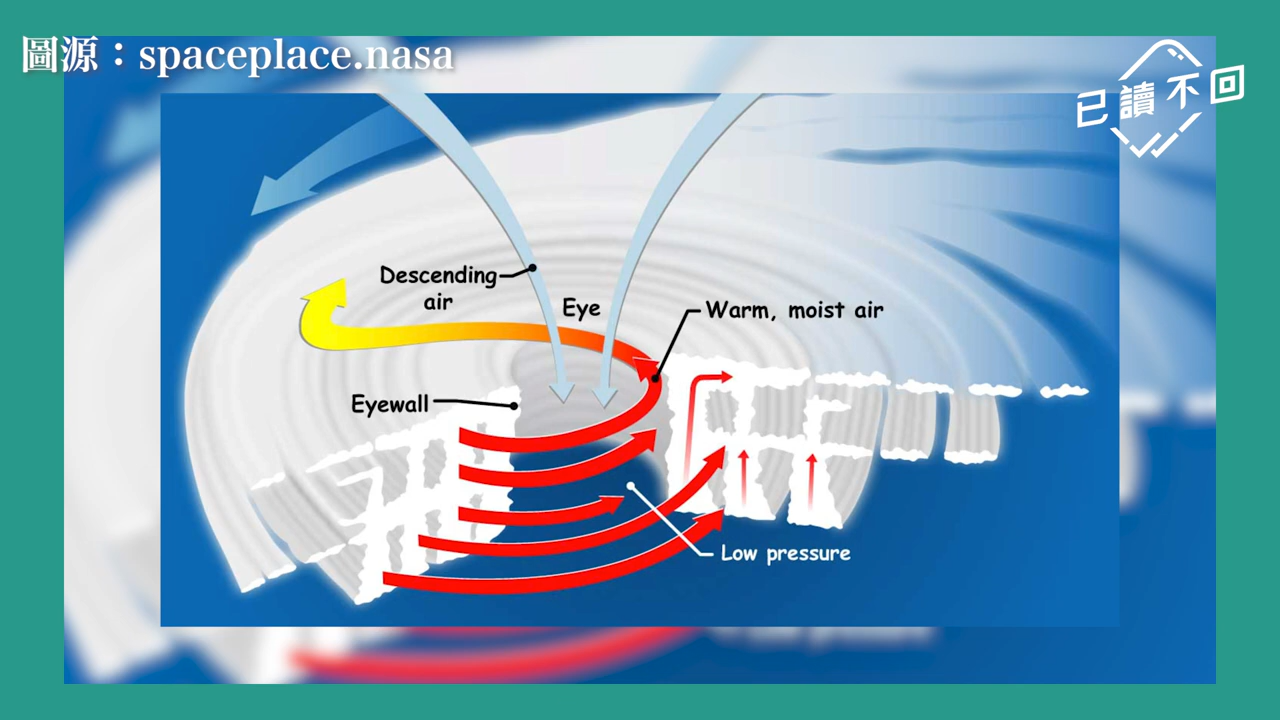 圖源：spaceplace.nasa
已讀不回
Descending
air
Eye
Warm, moist air
Eyewall
Low pressure